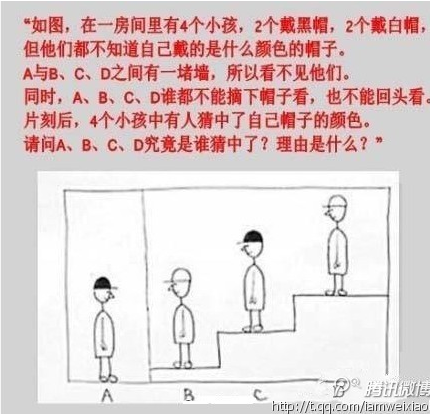 “如图，在一房间里有4个小孩，2个戴黑帽，2个戴白帽，
但他们都不知道自己戴的是什么颜色的帽子。
A与B、C、D之间有一堵墙，所以看不见他们。
同时，A、B、C、D谁都不能摘下帽子看，也不能回头看。
片刻后，4个小孩中有人猜中了自己帽子的颜色。
请问A、B、C、D究竟是谁猜中了？理由是什么？”
A B C
腾讯微博
http://t.qq.com/iamweixiao